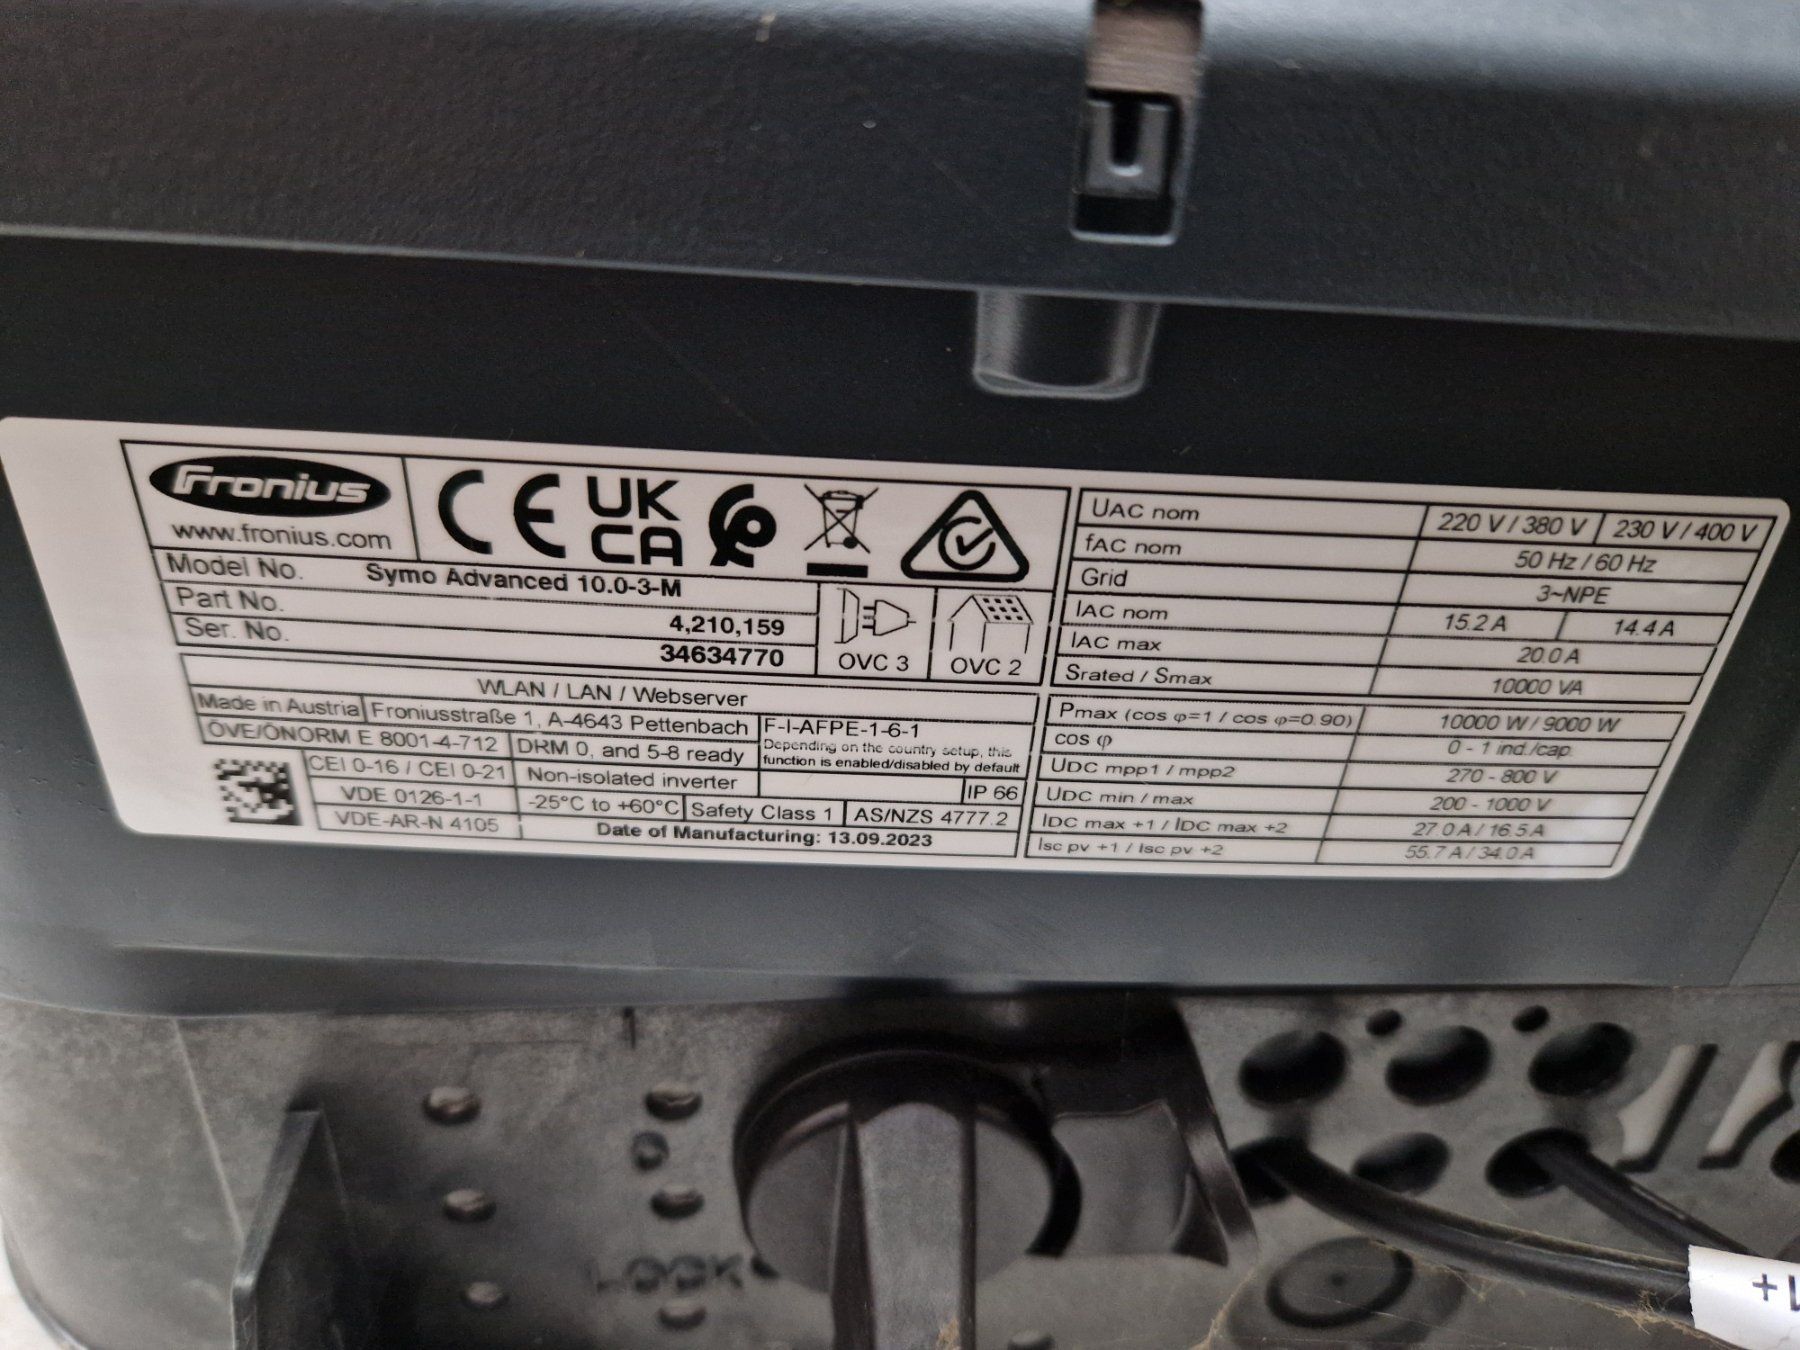 Fronius
www.fronius.com
CE UK CA
Model No. Symo Advanced 10.0-3-M
Part No. 4,210,159
Ser. No. 34634770
OVC 3
OVC 2
WLAN / LAN / Webserver
Made in Austria
Froniusstraße 1, A-4643 Pettenbach
F-I-AFPE-1-6-1
Depending on the country setup, this
function is enabled/disabled by default
ÖVE/ÖNORM E 8001-4-712
DRM 0, and 5-8 ready
CEI 0-16 / CEI 0-21
Non-isolated inverter
IP 66
VDE 0126-1-1
-25°C to +60°C
Safety Class 1
AS/NZS 4777.2
VDE-AR-N 4105
Date of Manufacturing: 13.09.2023
UAC nom 220 V / 380 V 230 V / 400 V
fAC nom 50 Hz / 60 Hz
Grid 3~NPE
IAC nom 15.2 A 14.4 A
IAC max 20.0 A
Srated / Smax 10000 VA
Pmax (cos φ=1 / cos φ=0.90) 10000 W / 9000 W
cos φ 0 - 1 ind./cap.
UDC mpp1 / mpp2 270 - 800 V
UDC min / max 200 - 1000 V
IDC max +1 / IDC max +2 27.0 A / 16.5 A
Isc pv +1 / Isc pv +2 55.7 A / 34.0 A
LOCK